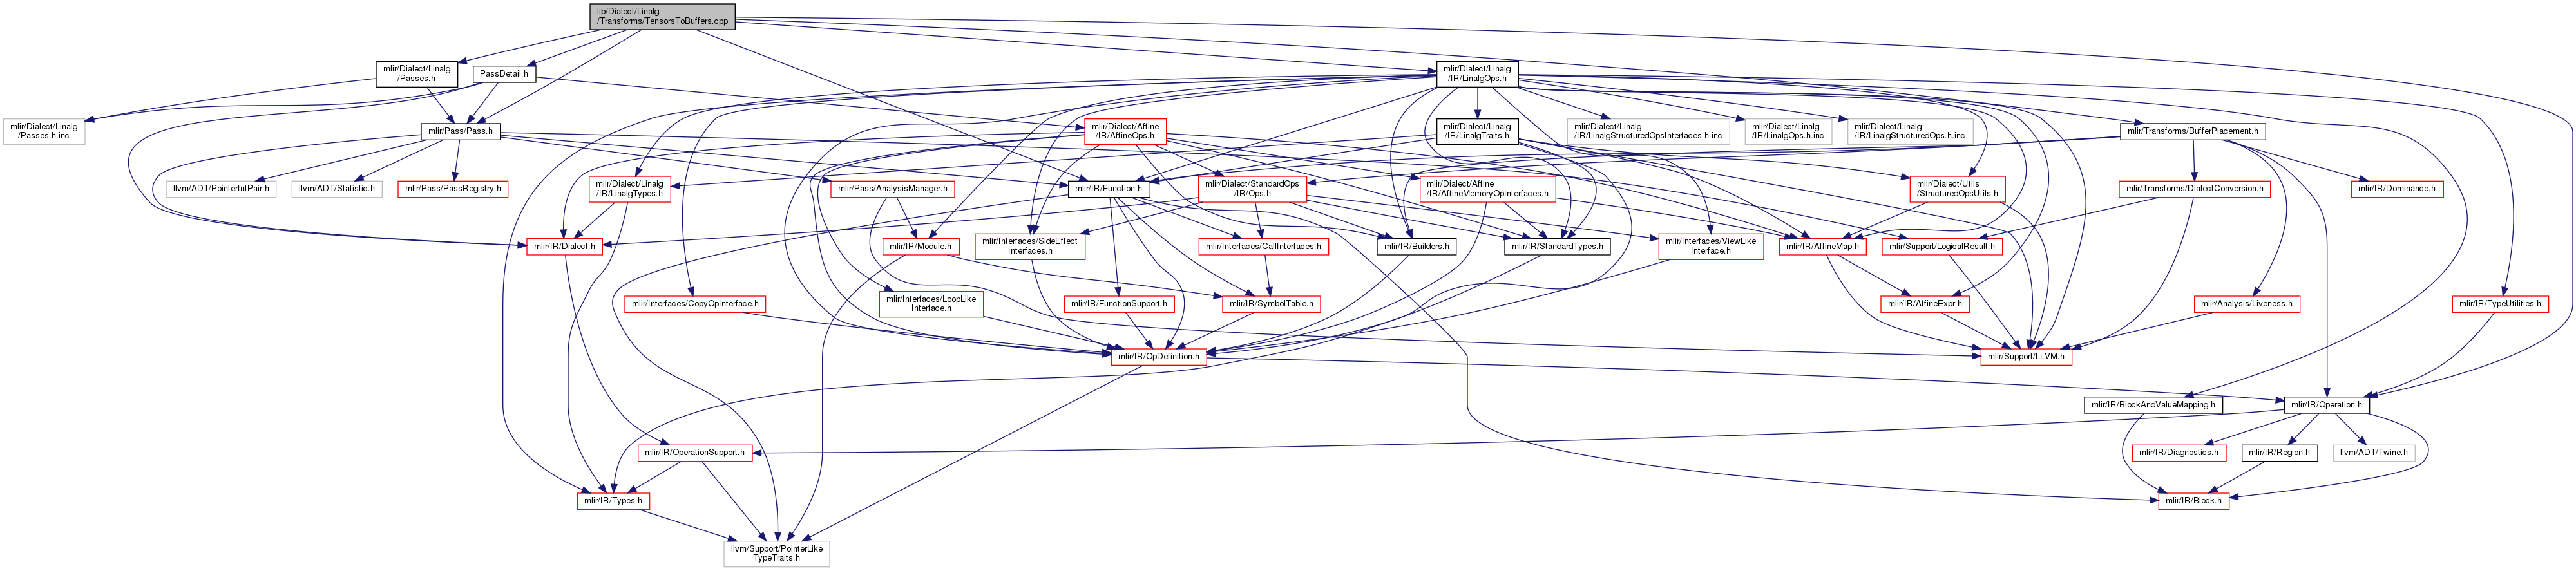 lib/Dialect/Linalg
/Transforms/TensorsToBuffers.cpp
mlir/Dialect/Linalg
/Passes.h
PassDetail.h
mlir/Dialect/Linalg
/IR/LinalgOps.h
mlir/Dialect/Linalg
/Passes.h.inc
mlir/Pass/Pass.h
mlir/Dialect/Affine
/IR/AffineOps.h
mlir/Dialect/Linalg
/IR/LinalgTraits.h
mlir/Dialect/Linalg
/IR/LinalgStructuredOpsInterfaces.h.inc
mlir/Dialect/Linalg
/IR/LinalgOps.h.inc
mlir/Dialect/Linalg
/IR/LinalgStructuredOps.h.inc
mlir/Transforms/BufferPlacement.h
llvm/ADT/PointerIntPair.h
llvm/ADT/Statistic.h
mlir/Pass/PassRegistry.h
mlir/Dialect/Linalg
/IR/LinalgTypes.h
mlir/Pass/AnalysisManager.h
mlir/IR/Function.h
mlir/Dialect/StandardOps
/IR/Ops.h
mlir/Dialect/Affine
/IR/AffineMemoryOpInterfaces.h
mlir/Dialect/Utils
/StructuredOpsUtils.h
mlir/Transforms/DialectConversion.h
mlir/IR/Dominance.h
mlir/IR/Dialect.h
mlir/IR/Module.h
mlir/Interfaces/SideEffect
Interfaces.h
mlir/Interfaces/CallInterfaces.h
mlir/IR/Builders.h
mlir/IR/StandardTypes.h
mlir/Interfaces/ViewLike
Interface.h
mlir/IR/AffineMap.h
mlir/Support/LogicalResult.h
mlir/Interfaces/CopyOpInterface.h
mlir/Interfaces/LoopLike
Interface.h
mlir/IR/FunctionSupport.h
mlir/IR/SymbolTable.h
mlir/IR/AffineExpr.h
mlir/Analysis/Liveness.h
mlir/IR/TypeUtilities.h
mlir/IR/OpDefinition.h
mlir/Support/LLVM.h
mlir/IR/BlockAndValueMapping.h
mlir/IR/Operation.h
mlir/IR/OperationSupport.h
mlir/IR/Diagnostics.h
mlir/IR/Region.h
llvm/ADT/Twine.h
mlir/IR/Types.h
mlir/IR/Block.h
llvm/Support/PointerLike
TypeTraits.h